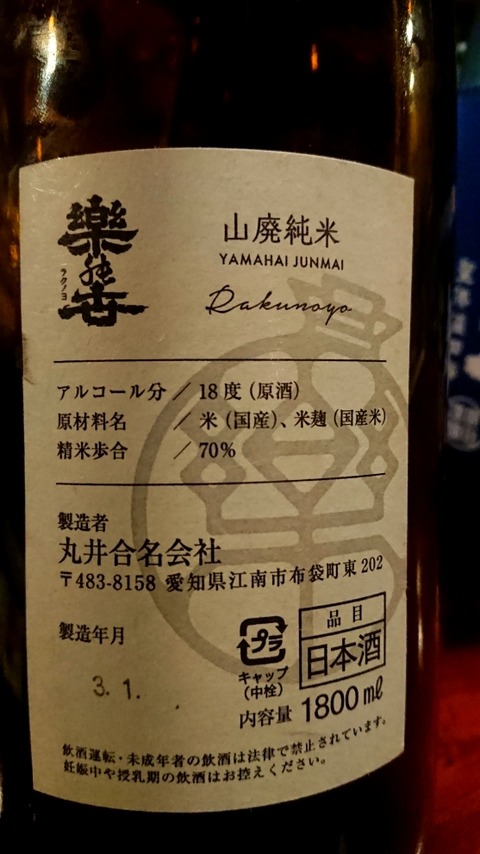 樂の世
ラクノヨ
山廃純米
YAMAHAI JUNMAI
Rakunoyo
アルコール分 / 18度 (原酒)
原材料名 / 米 (国産)、米麹 (国産米)
精米歩合 / 70%
製造者
丸井合名会社
〒483-8158 愛知県江南市布袋町東202
製造年月
3.1.
プラ
キャップ
(中栓)
品目
日本酒
内容量 1800㎖
飲酒運転・未成年者の飲酒は法律で禁止されています。
妊娠中や授乳期の飲酒はお控えください。